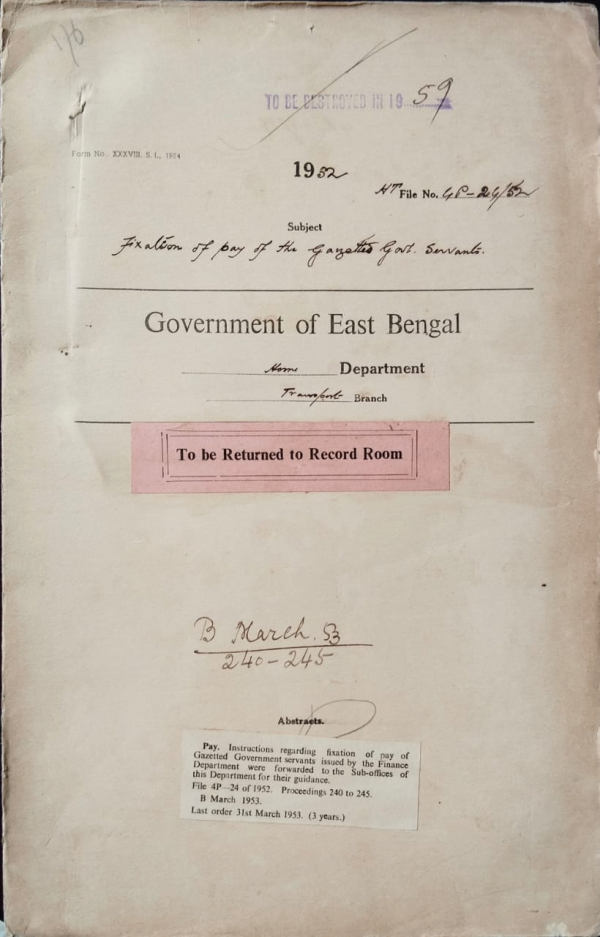 TO BE DESTROYED IN 19 59
Form No. XXXVIII. S. I., 1904
1952
HT File No. 4P-24/52
Subject
Fixation of pay of the Gazetted Govt. Servants.
Government of East Bengal
Home Department
Transport Branch
To be Returned to Record Room
B March. 53
240-245
Abstracts.
Pay. Instructions regarding fixation of pay of
Gazetted Government servants issued by the Finance
Department were forwarded to the Sub-offices of
this Department for their guidance.
File 4P—24 of 1952. Proceedings 240 to 245.
B March 1953.
Last order 31st March 1953. (3 years.)